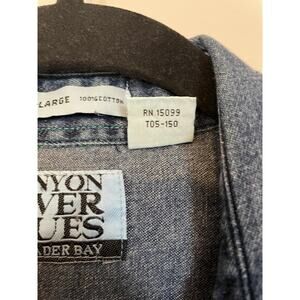 -LARGE 100% COTTON
RN 15099
T05-150
NYON
VER
UES
ADER BAY